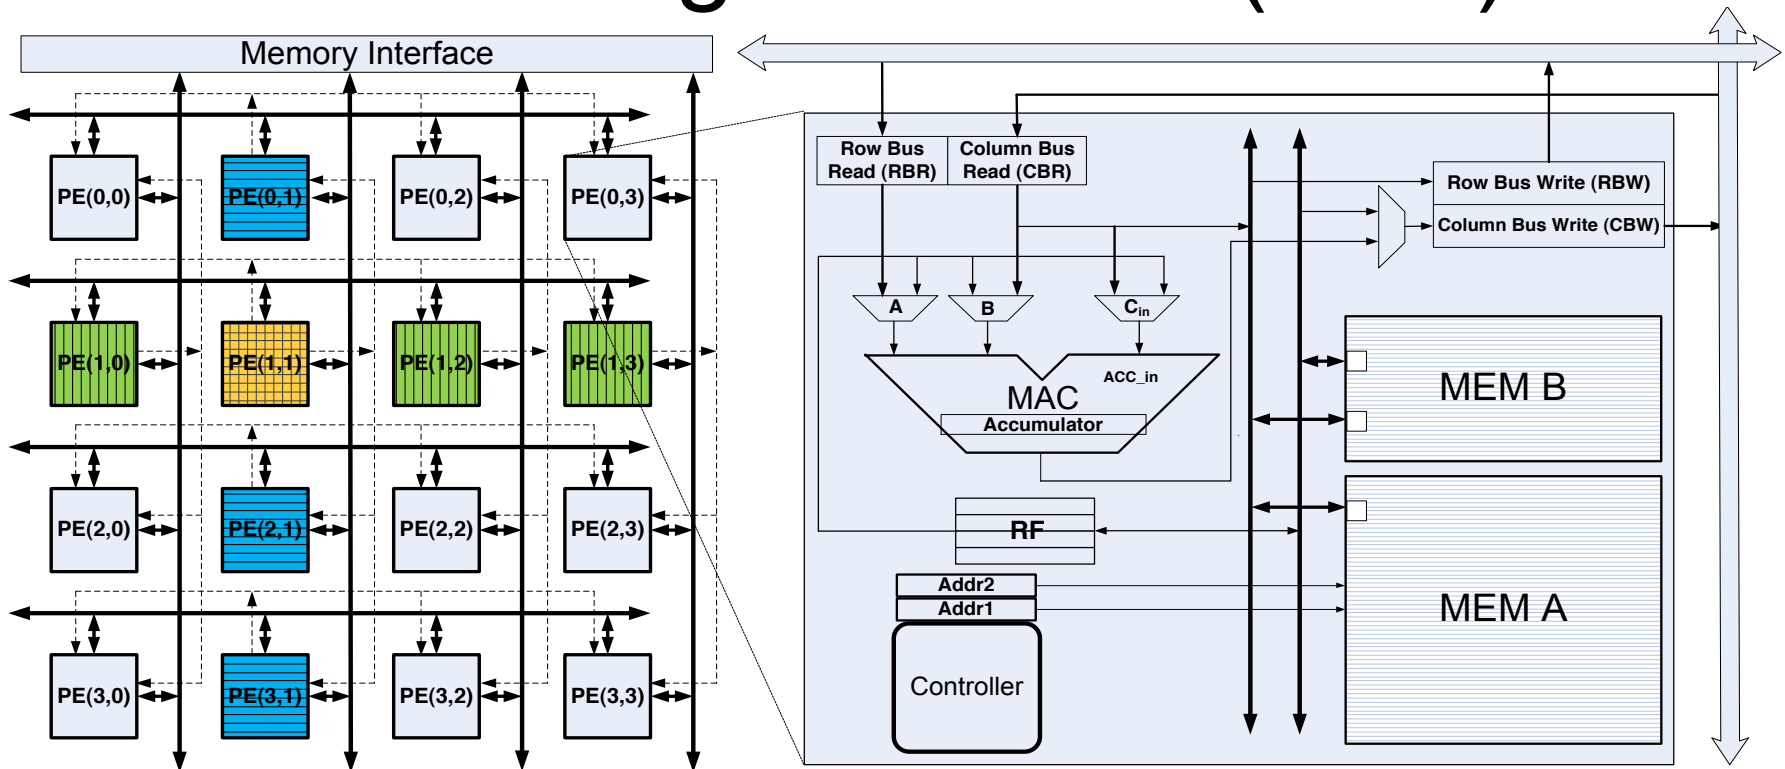 Memory Interface
PE(0,0)
PE(0,1)
PE(0,2)
PE(0,3)
PE(1,0)
PE(1,1)
PE(1,2)
PE(1,3)
PE(2,0)
PE(2,1)
PE(2,2)
PE(2,3)
PE(3,0)
PE(3,1)
PE(3,2)
PE(3,3)
Row Bus
Read (RBR)
Column Bus
Read (CBR)
Row Bus Write (RBW)
Column Bus Write (CBW)
A
B
Cin
ACC_in
MAC
Accumulator
RF
Addr2
Addr1
Controller
MEM B
MEM A